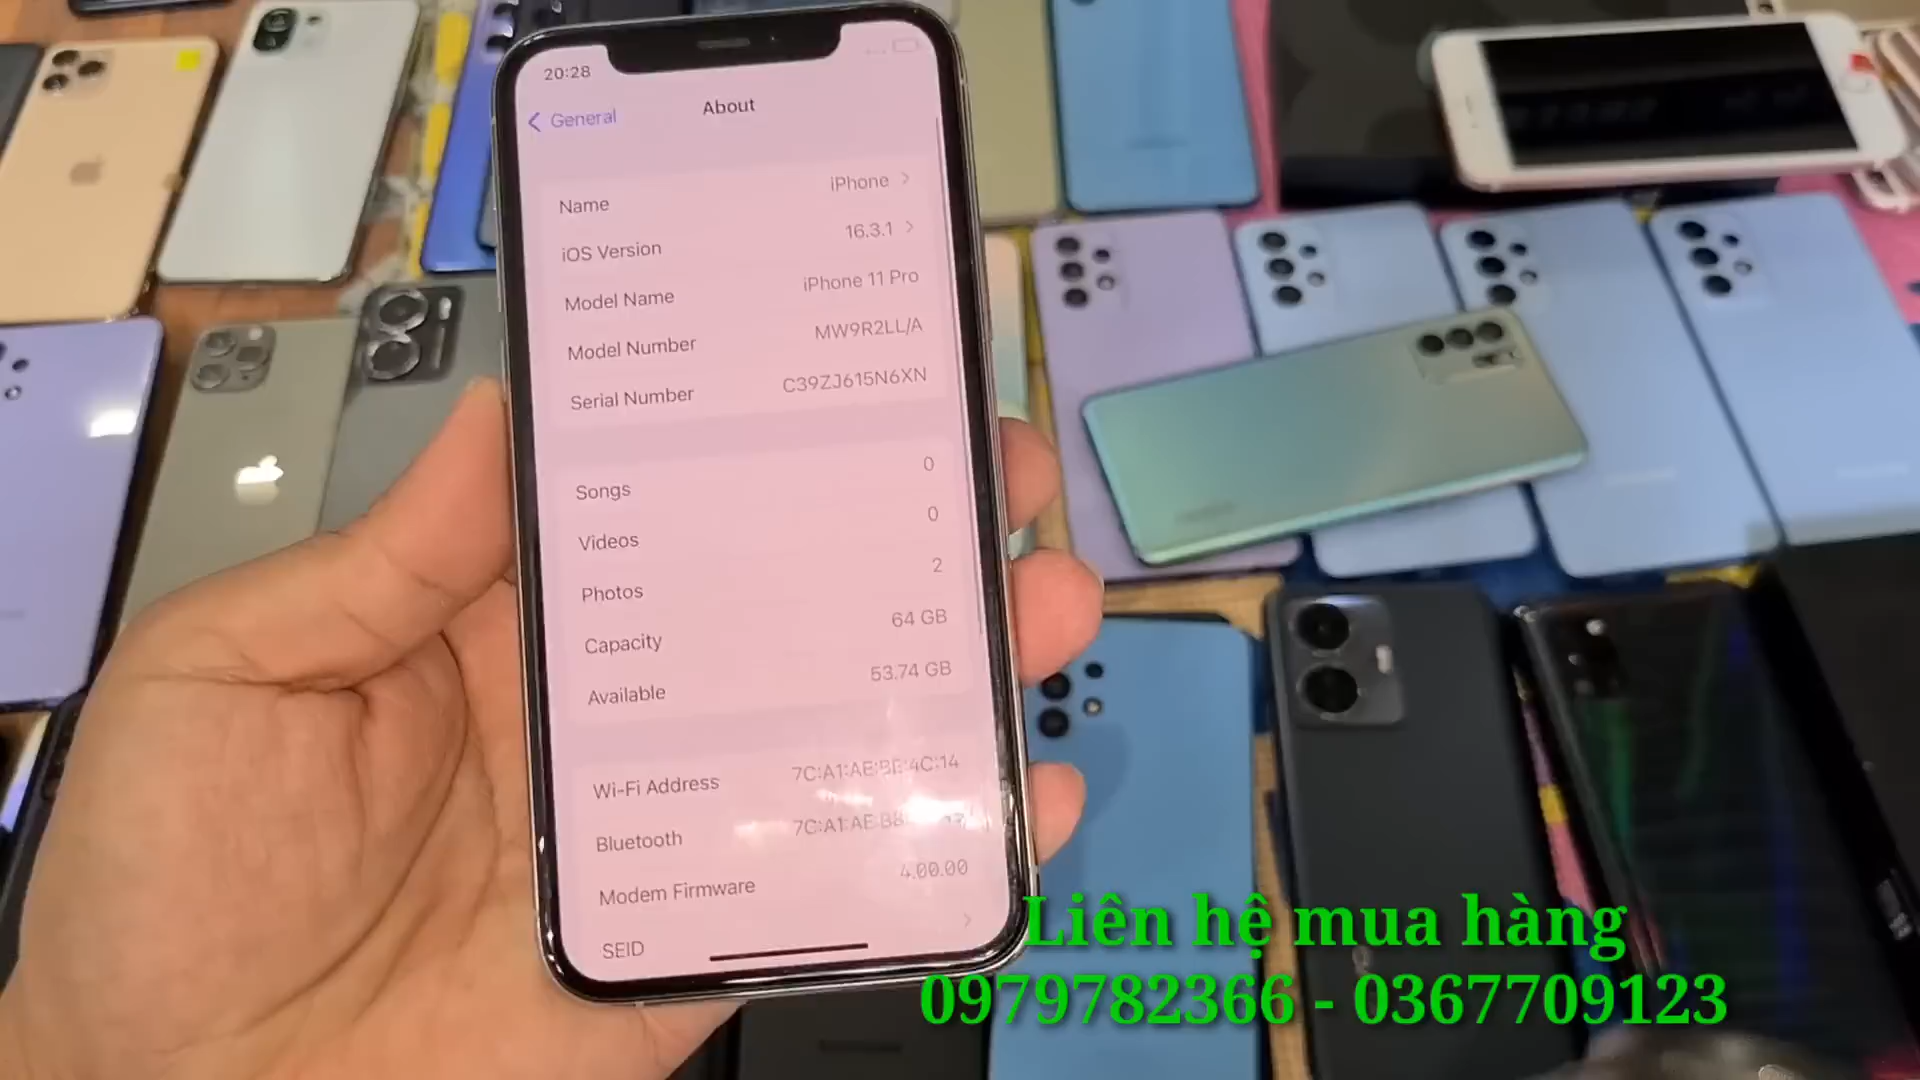 20:28
General
About
Name iPhone
iOS Version 16.3.1
Model Name iPhone 11 Pro
Model Number MW9R2LL/A
Serial Number C39ZJ615N6XN
Songs 0
Videos 0
Photos 2
Capacity 64 GB
Available 53.74 GB
Wi-Fi Address
Bluetooth
Modem Firmware 4.00.00
SEID
Liên hệ mua hàng
0979782366 - 0367709123